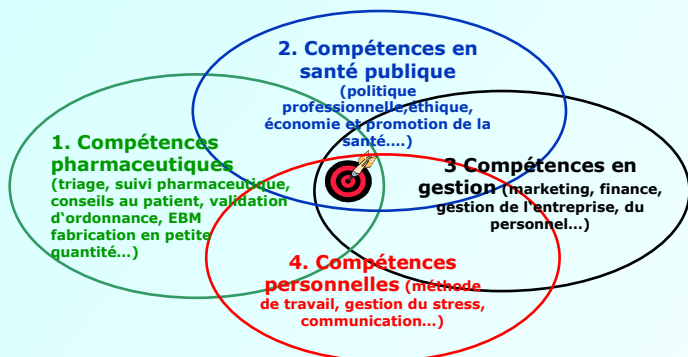 2. Compétences en
santé publique
(politique
professionnelle,éthique,
économie et promotion de la
santé....)
1. Compétences
pharmaceutiques
(triage, suivi pharmaceutique,
conseils au patient, validation
d'ordonnance, EBM
fabrication en petite
quantité...)
3 Compétences en
gestion (marketing, finance,
gestion de l'entreprise, du
personnel...)
4. Compétences
personnelles (méthode
de travail, gestion du stress,
communication...)